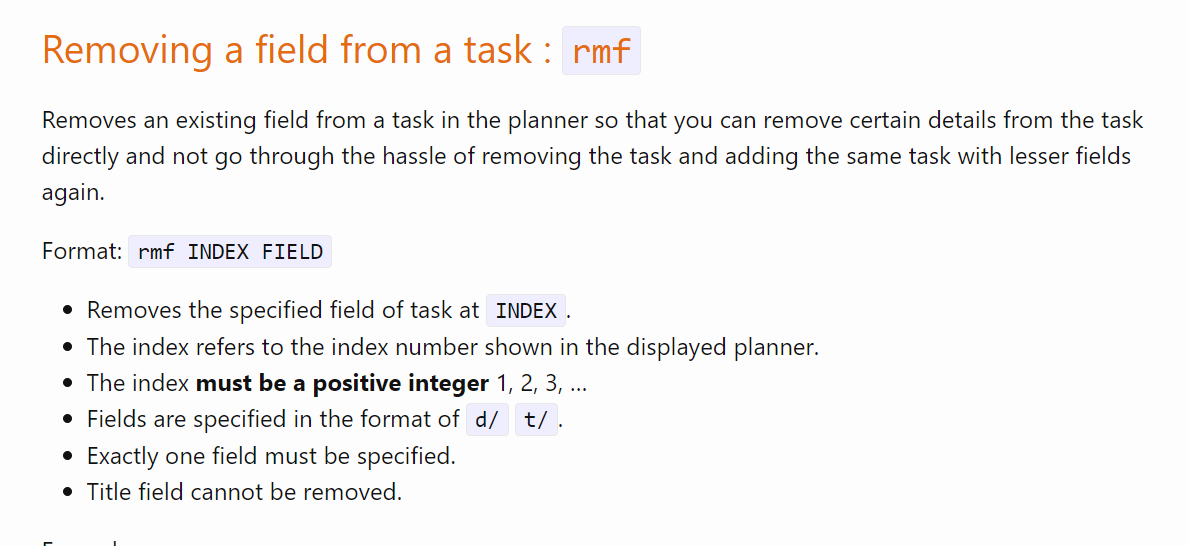 Removing a field from a task : rmf
Removes an existing field from a task in the planner so that you can remove certain details from the task
directly and not go through the hassle of removing the task and adding the same task with lesser fields
again.
Format: rmf INDEX FIELD
• Removes the specified field of task at INDEX.
• The index refers to the index number shown in the displayed planner.
• The index must be a positive integer 1, 2, 3, …
• Fields are specified in the format of d/ t/.
• Exactly one field must be specified.
• Title field cannot be removed.